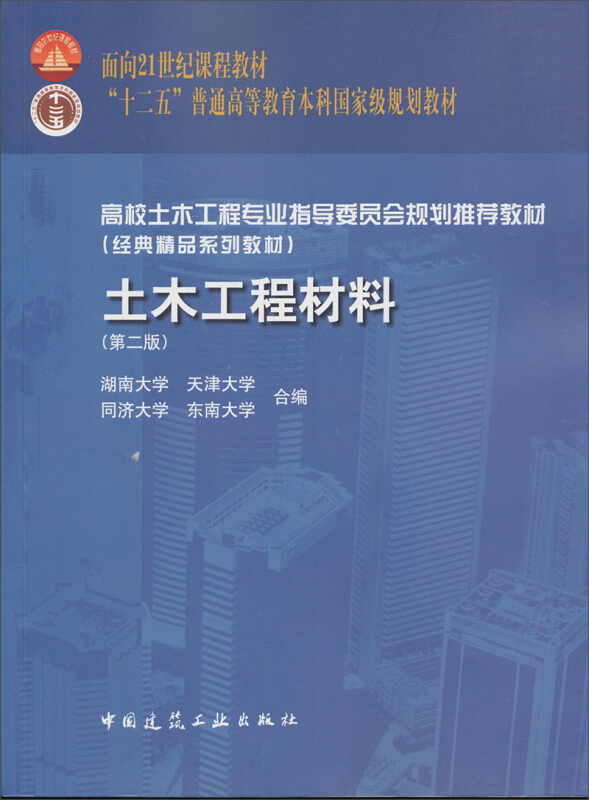 面向21世纪课程教材
“十二五”普通高等教育本科国家级规划教材
高校土木工程专业指导委员会规划推荐教材
(经典精品系列教材)
土木工程材料
(第二版)
湖南大学 天津大学
同济大学 东南大学 合编
中国建筑工业出版社